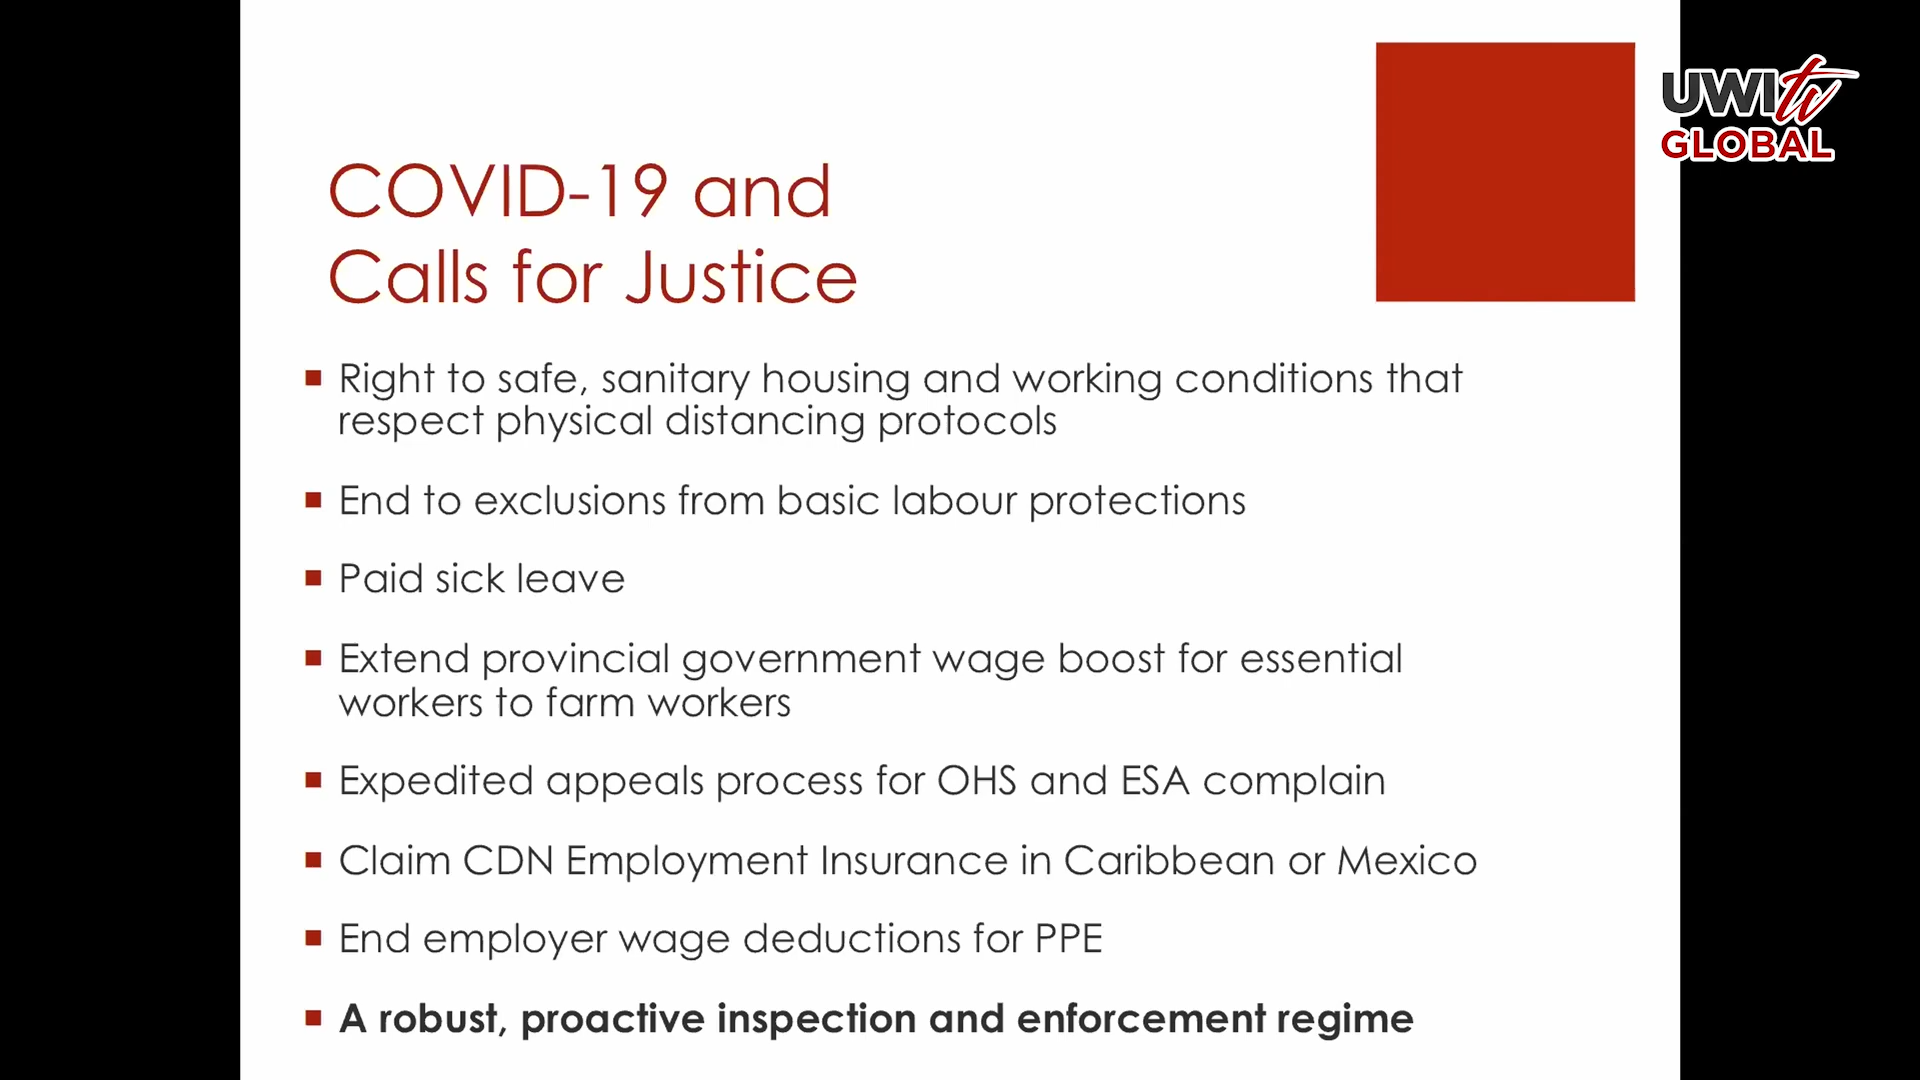 UWItv
GLOBAL
COVID-19 and
Calls for Justice
Right to safe, sanitary housing and working conditions that
respect physical distancing protocols
End to exclusions from basic labour protections
Paid sick leave
Extend provincial government wage boost for essential
workers to farm workers
Expedited appeals process for OHS and ESA complain
Claim CDN Employment Insurance in Caribbean or Mexico
End employer wage deductions for PPE
A robust, proactive inspection and enforcement regime